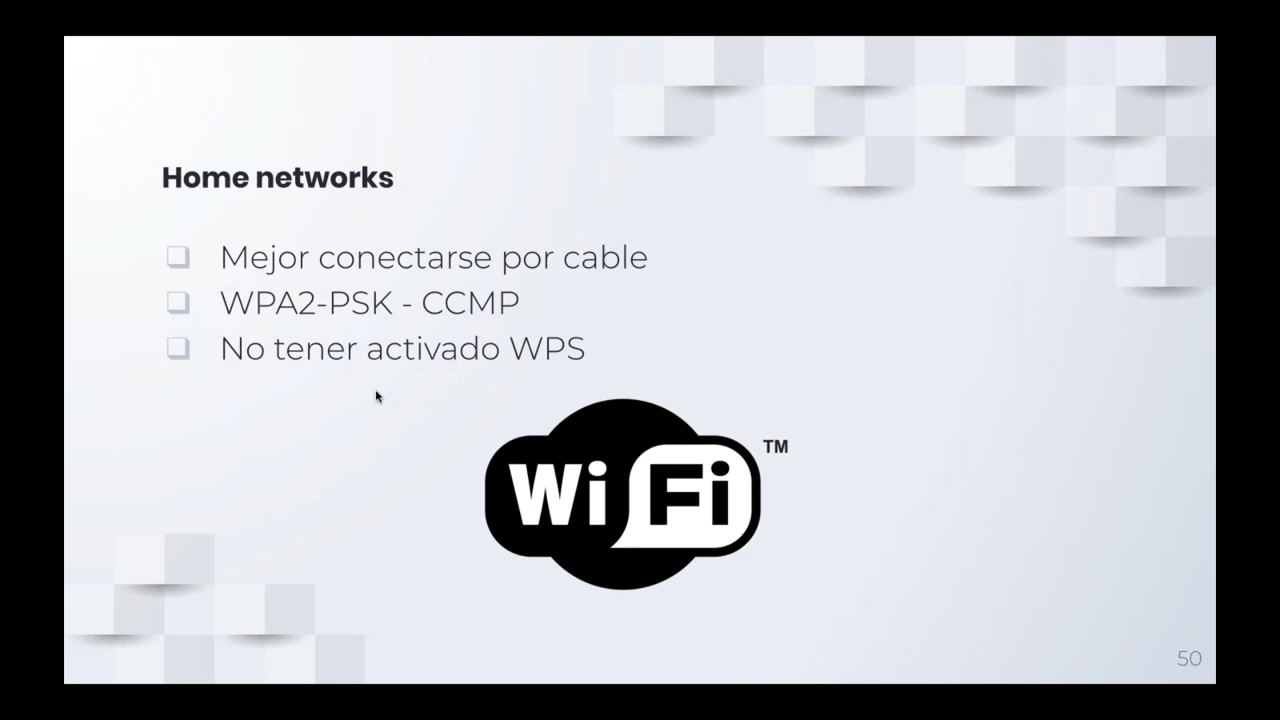 Home networks
Mejor conectarse por cable
WPA2-PSK - CCMP
No tener activado WPS
Wi Fi TM
50